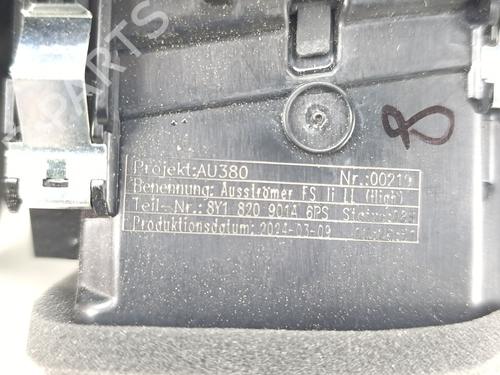 PARTS
8
Projekt:AU380 Nr.:00219
Benennung: Ausströmer FS li LL (High)
Teil-Nr.: 8Y1 820 901A 6PS
Produktionsdatum: 2024-03-09